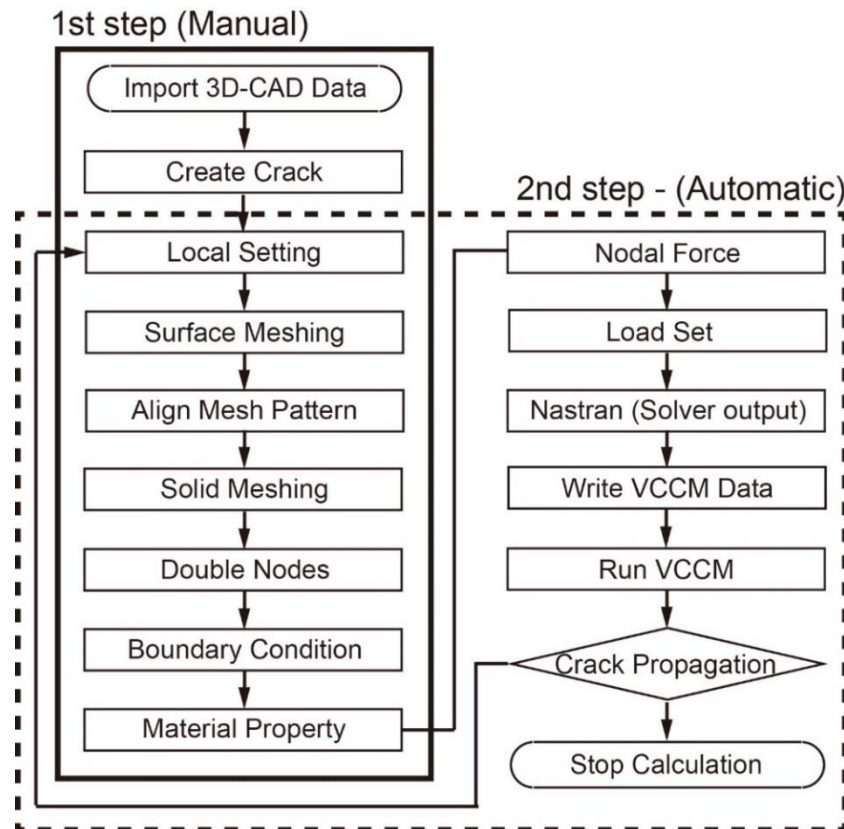 1st step (Manual)
Import 3D-CAD Data
Create Crack
2nd step - (Automatic)
Local Setting
Surface Meshing
Align Mesh Pattern
Solid Meshing
Double Nodes
Boundary Condition
Material Property
Nodal Force
Load Set
Nastran (Solver output)
Write VCCM Data
Run VCCM
Crack Propagation
Stop Calculation